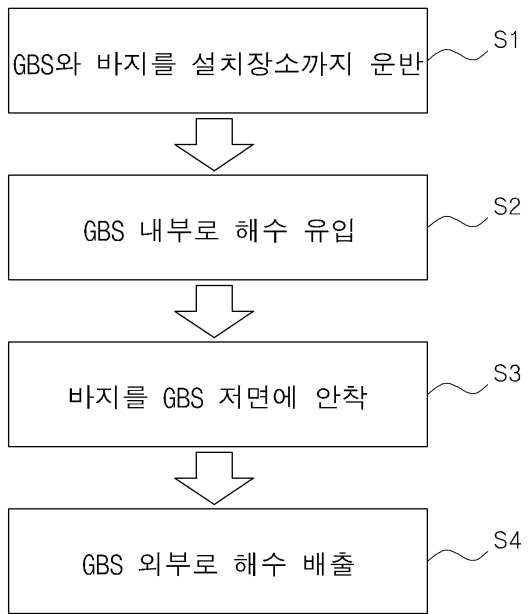 GBS와 바지를 설치장소까지 운반
S1
GBS 내부로 해수 유입
S2
바지를 GBS 저면에 안착
S3
GBS 외부로 해수 배출
S4